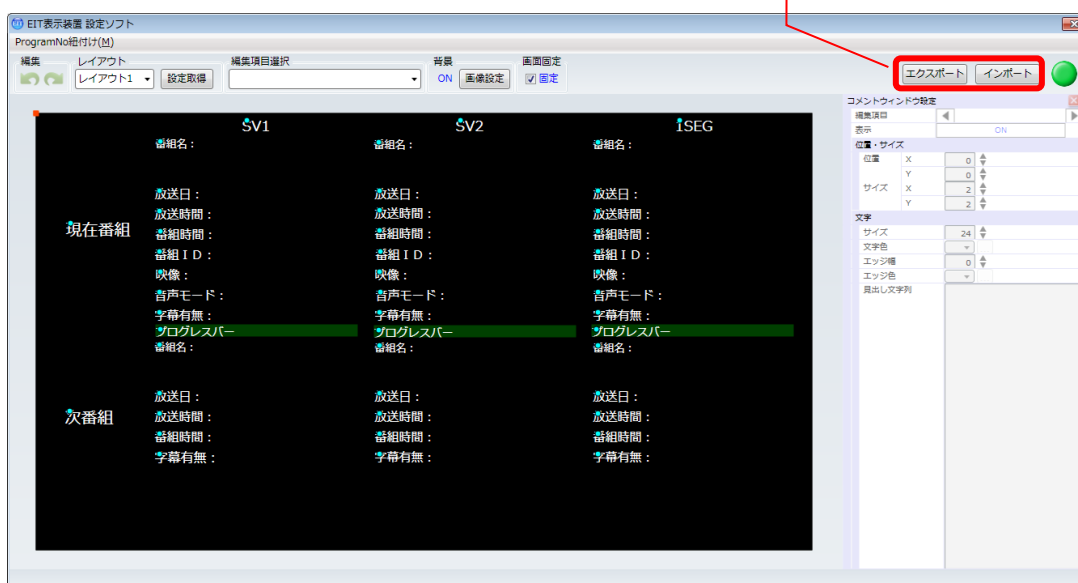 EIT表示装置 設定ソフト
ProgramNo紐付け(M)
編集 レイアウト 編集項目選択 背景 画面固定
レイアウト1 設定取得 ON 画像設定 固定 エクスポート インポート
SV1 SV2 1SEG
番組名： 番組名： 番組名：
放送日： 放送日： 放送日：
放送時間： 放送時間： 放送時間：
現在番組 番組時間： 番組時間： 番組時間：
番組ＩＤ： 番組ＩＤ： 番組ＩＤ：
映像： 映像： 映像：
音声モード： 音声モード： 音声モード：
字幕有無： 字幕有無： 字幕有無：
プログレスバー プログレスバー プログレスバー
番組名： 番組名： 番組名：
放送日： 放送日： 放送日：
次番組 放送時間： 放送時間： 放送時間：
番組時間： 番組時間： 番組時間：
字幕有無： 字幕有無： 字幕有無：
コメントウィンドウ設定
編集項目
表示 ON
位置・サイズ
位置 X 0
Y 0
サイズ X 2
Y 2
文字
サイズ 24
文字色
エッジ幅 0
エッジ色
見出し文字列